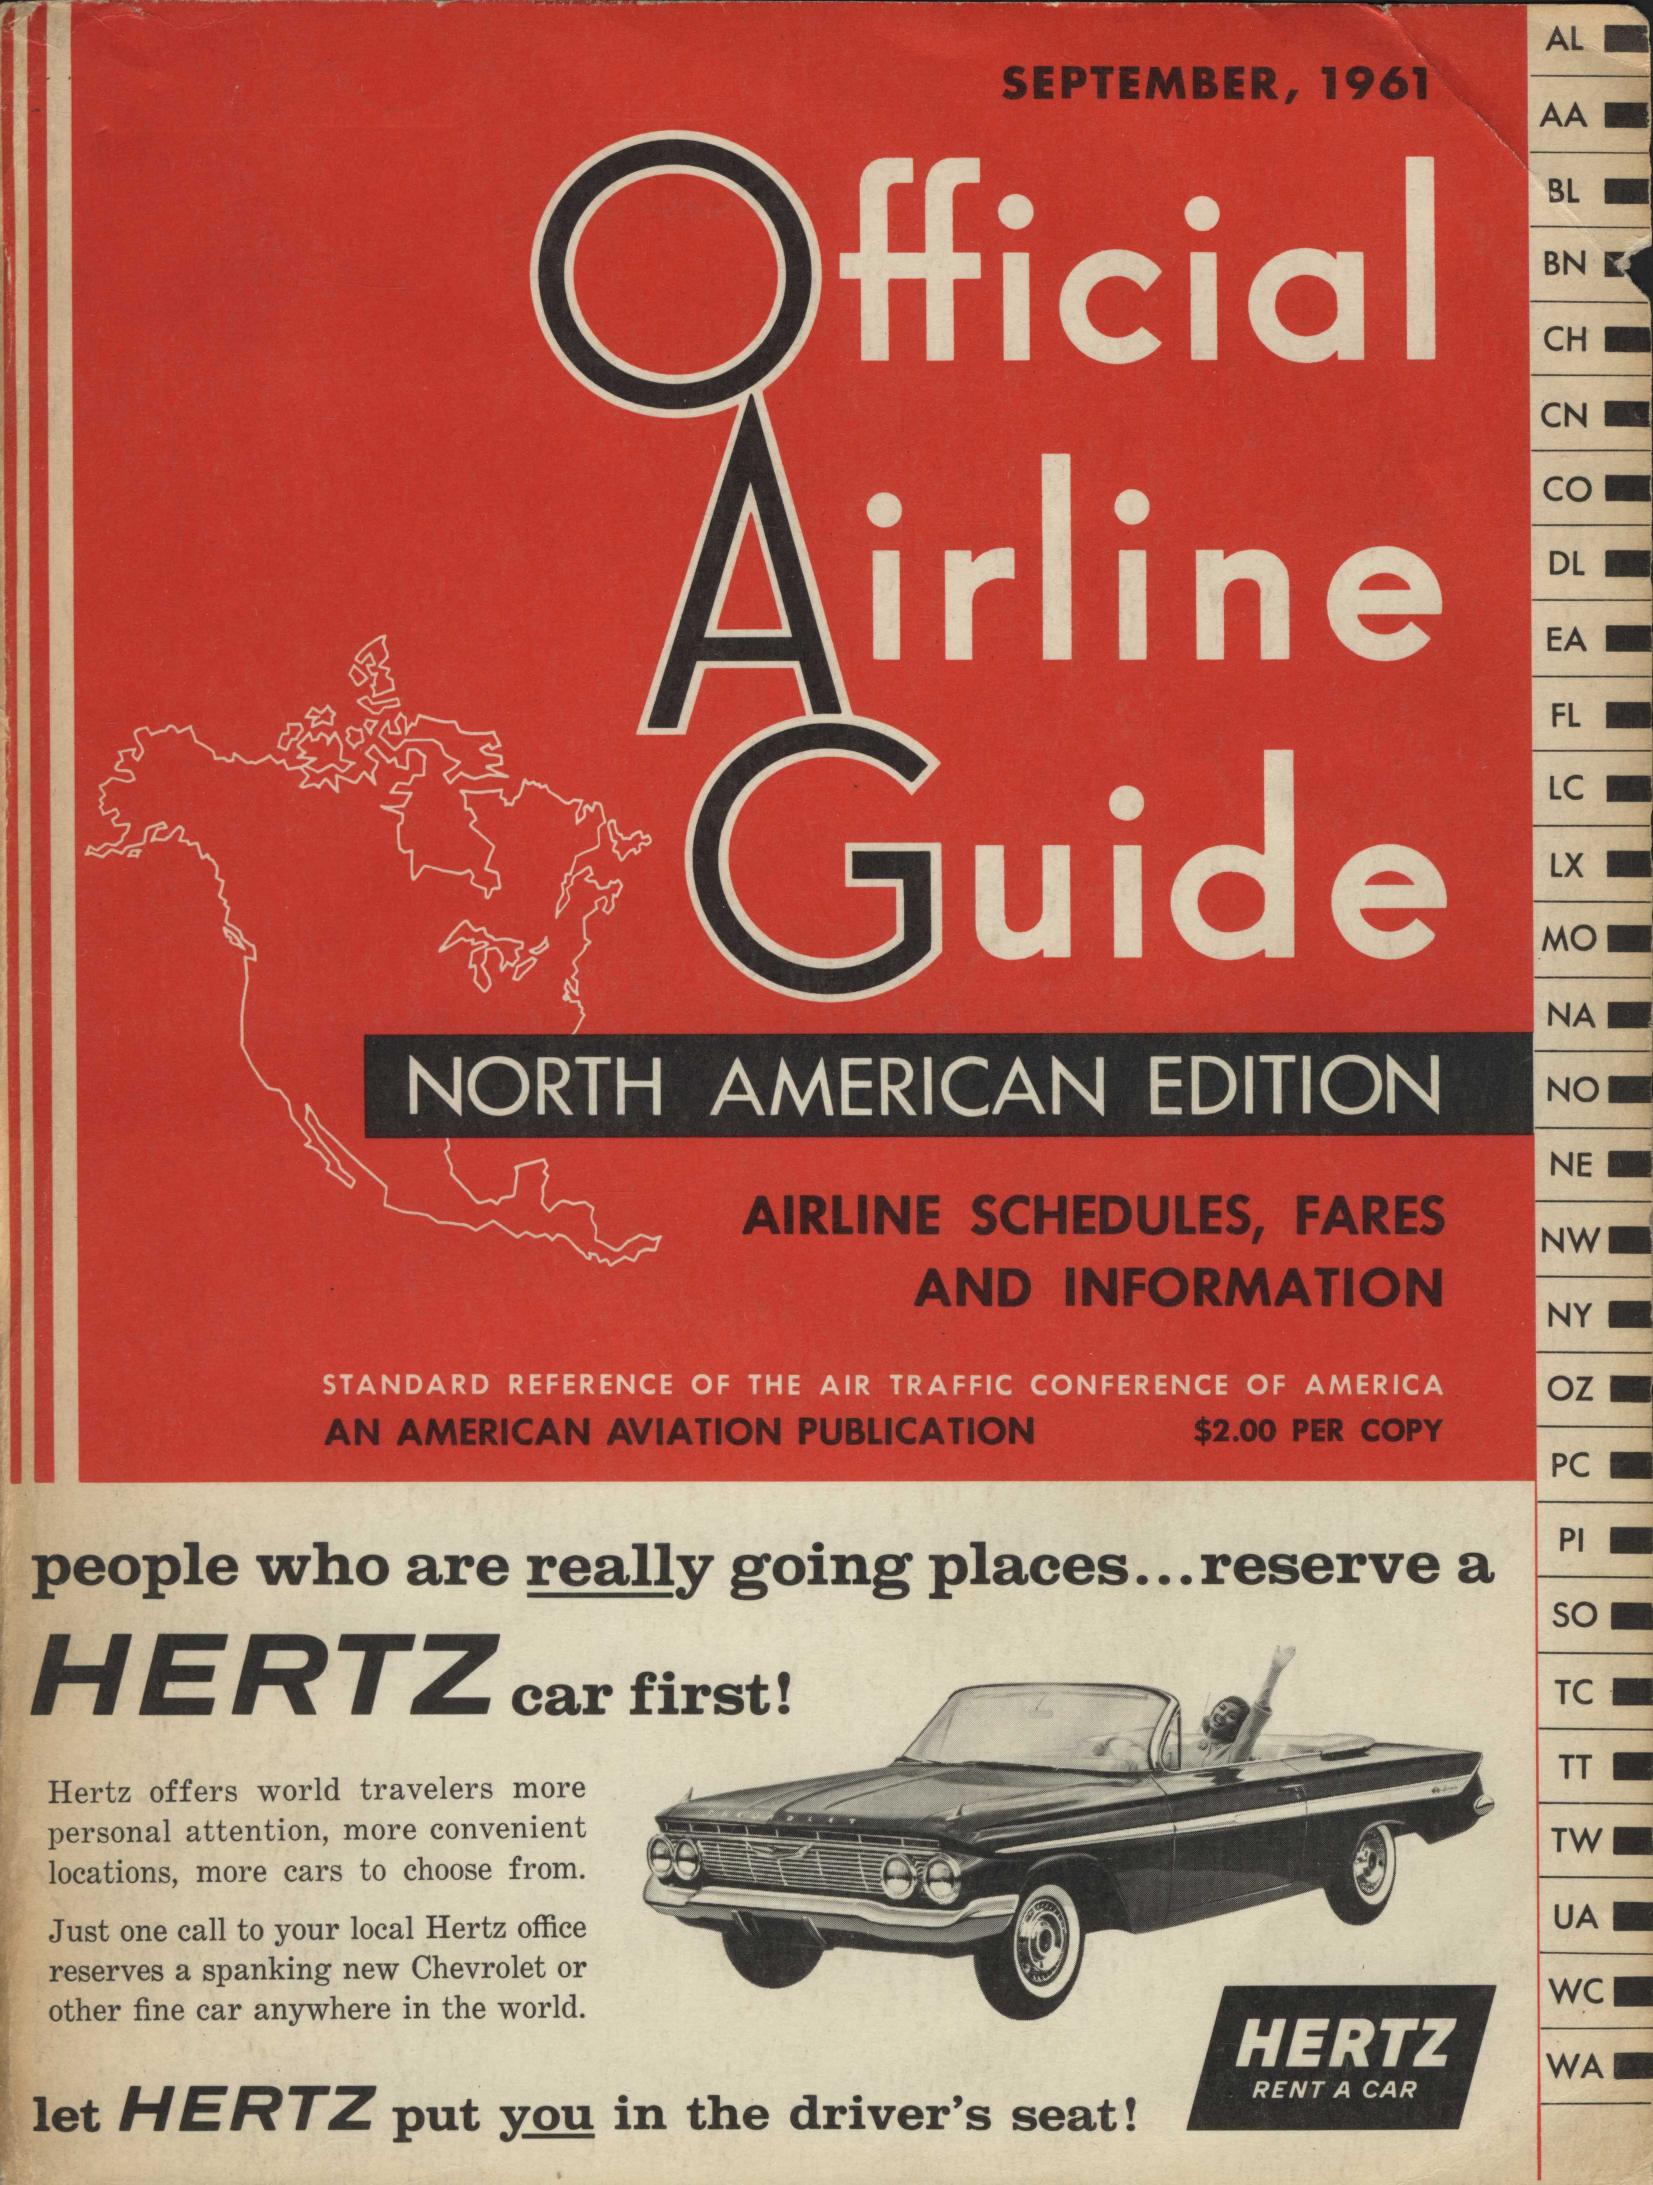 SEPTEMBER, 1961
Official
Airline
Guide
NORTH AMERICAN EDITION
AIRLINE SCHEDULES, FARES
AND INFORMATION
STANDARD REFERENCE OF THE AIR TRAFFIC CONFERENCE OF AMERICA
AN AMERICAN AVIATION PUBLICATION $2.00 PER COPY
people who are really going places...reserve a
HERTZ car first!
Hertz offers world travelers more
personal attention, more convenient
locations, more cars to choose from.
Just one call to your local Hertz office
reserves a spanking new Chevrolet or
other fine car anywhere in the world.
CHEVROLET
let HERTZ put you in the driver's seat!
HERTZ
RENT A CAR
AL
AA
BL
BN
CH
CN
CO
DL
EA
FL
LC
LX
MO
NA
NO
NE
NW
NY
OZ
PC
PI
SO
TC
TT
TW
UA
WC
WA